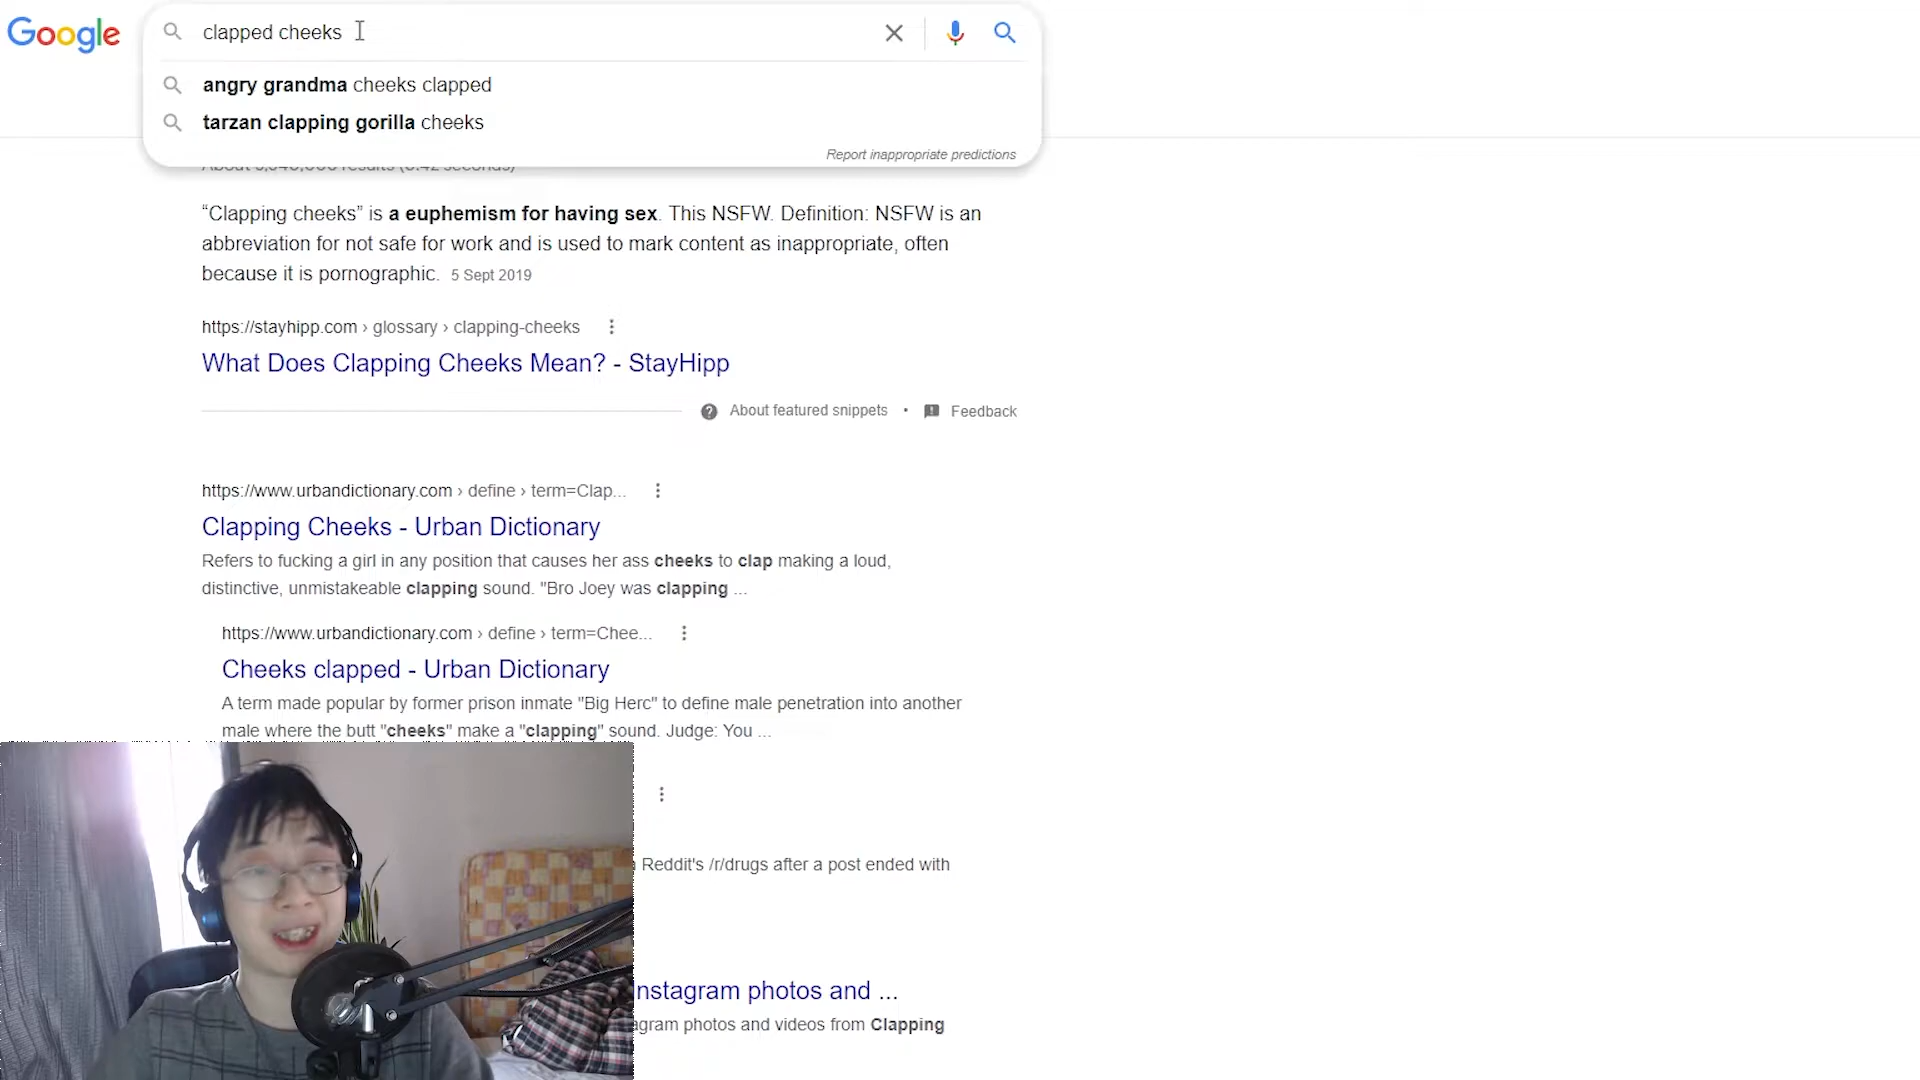 Google
clapped cheeks
angry grandma cheeks clapped
tarzan clapping gorilla cheeks
Report inappropriate predictions
“Clapping cheeks” is a euphemism for having sex. This NSFW. Definition: NSFW is an
abbreviation for not safe for work and is used to mark content as inappropriate, often
because it is pornographic. 5 Sept 2019
https://stayhipp.com › glossary › clapping-cheeks
What Does Clapping Cheeks Mean? - StayHipp
About featured snippets • Feedback
https://www.urbandictionary.com › define › term=Clap...
Clapping Cheeks - Urban Dictionary
Refers to fucking a girl in any position that causes her ass cheeks to clap making a loud,
distinctive, unmistakeable clapping sound. "Bro Joey was clapping ...
https://www.urbandictionary.com › define › term=Chee...
Cheeks clapped - Urban Dictionary
A term made popular by former prison inmate "Big Herc" to define male penetration into another
male where the butt "cheeks" make a "clapping" sound. Judge: You ...
Reddit's /r/drugs after a post ended with
nstagram photos and ...
agram photos and videos from Clapping